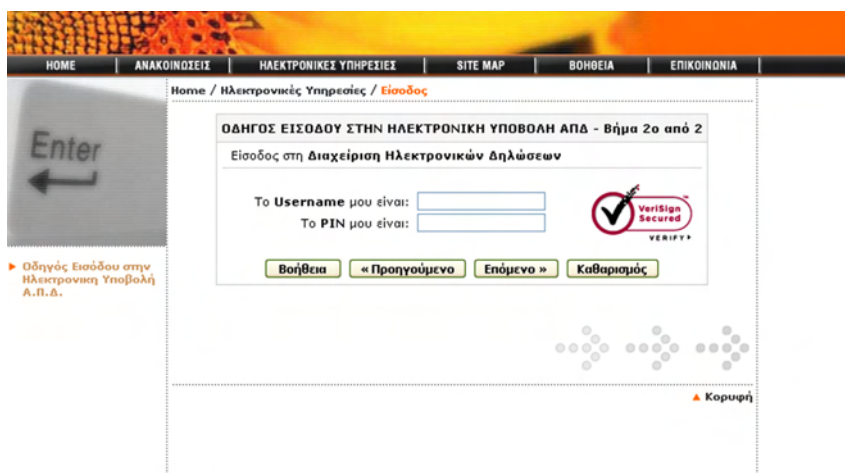 HOME | ΑΝΑΚΟΙΝΩΣΕΙΣ | ΗΛΕΚΤΡΟΝΙΚΕΣ ΥΠΗΡΕΣΙΕΣ | SITE MAP | ΒΟΗΘΕΙΑ | ΕΠΙΚΟΙΝΩΝΙΑ |
Home / Ηλεκτρονικές Υπηρεσίες / Είσοδος
Enter
ΟΔΗΓΟΣ ΕΙΣΟΔΟΥ ΣΤΗΝ ΗΛΕΚΤΡΟΝΙΚΗ ΥΠΟΒΟΛΗ ΑΠΔ - Βήμα 2ο από 2
Είσοδος στη Διαχείριση Ηλεκτρονικών Δηλώσεων
Το Username μου είναι:
Το PIN μου είναι:
VeriSign
Secured
VERIFY
Βοήθεια « Προηγούμενο Επόμενο » Καθαρισμός
Οδηγός Εισόδου στην
Ηλεκτρονικη Υποβολή
Α.Π.Δ.
Κορυφή